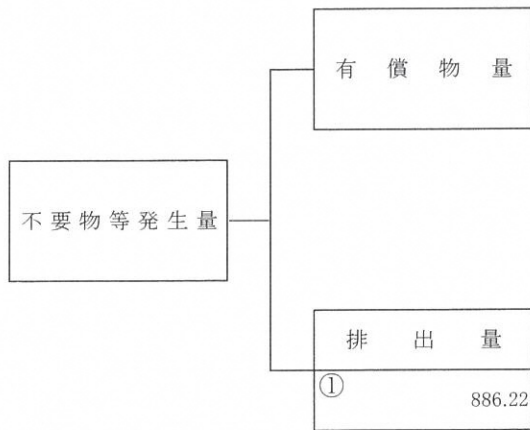 有償物量
不要物等発生量
排出量
①
886.22